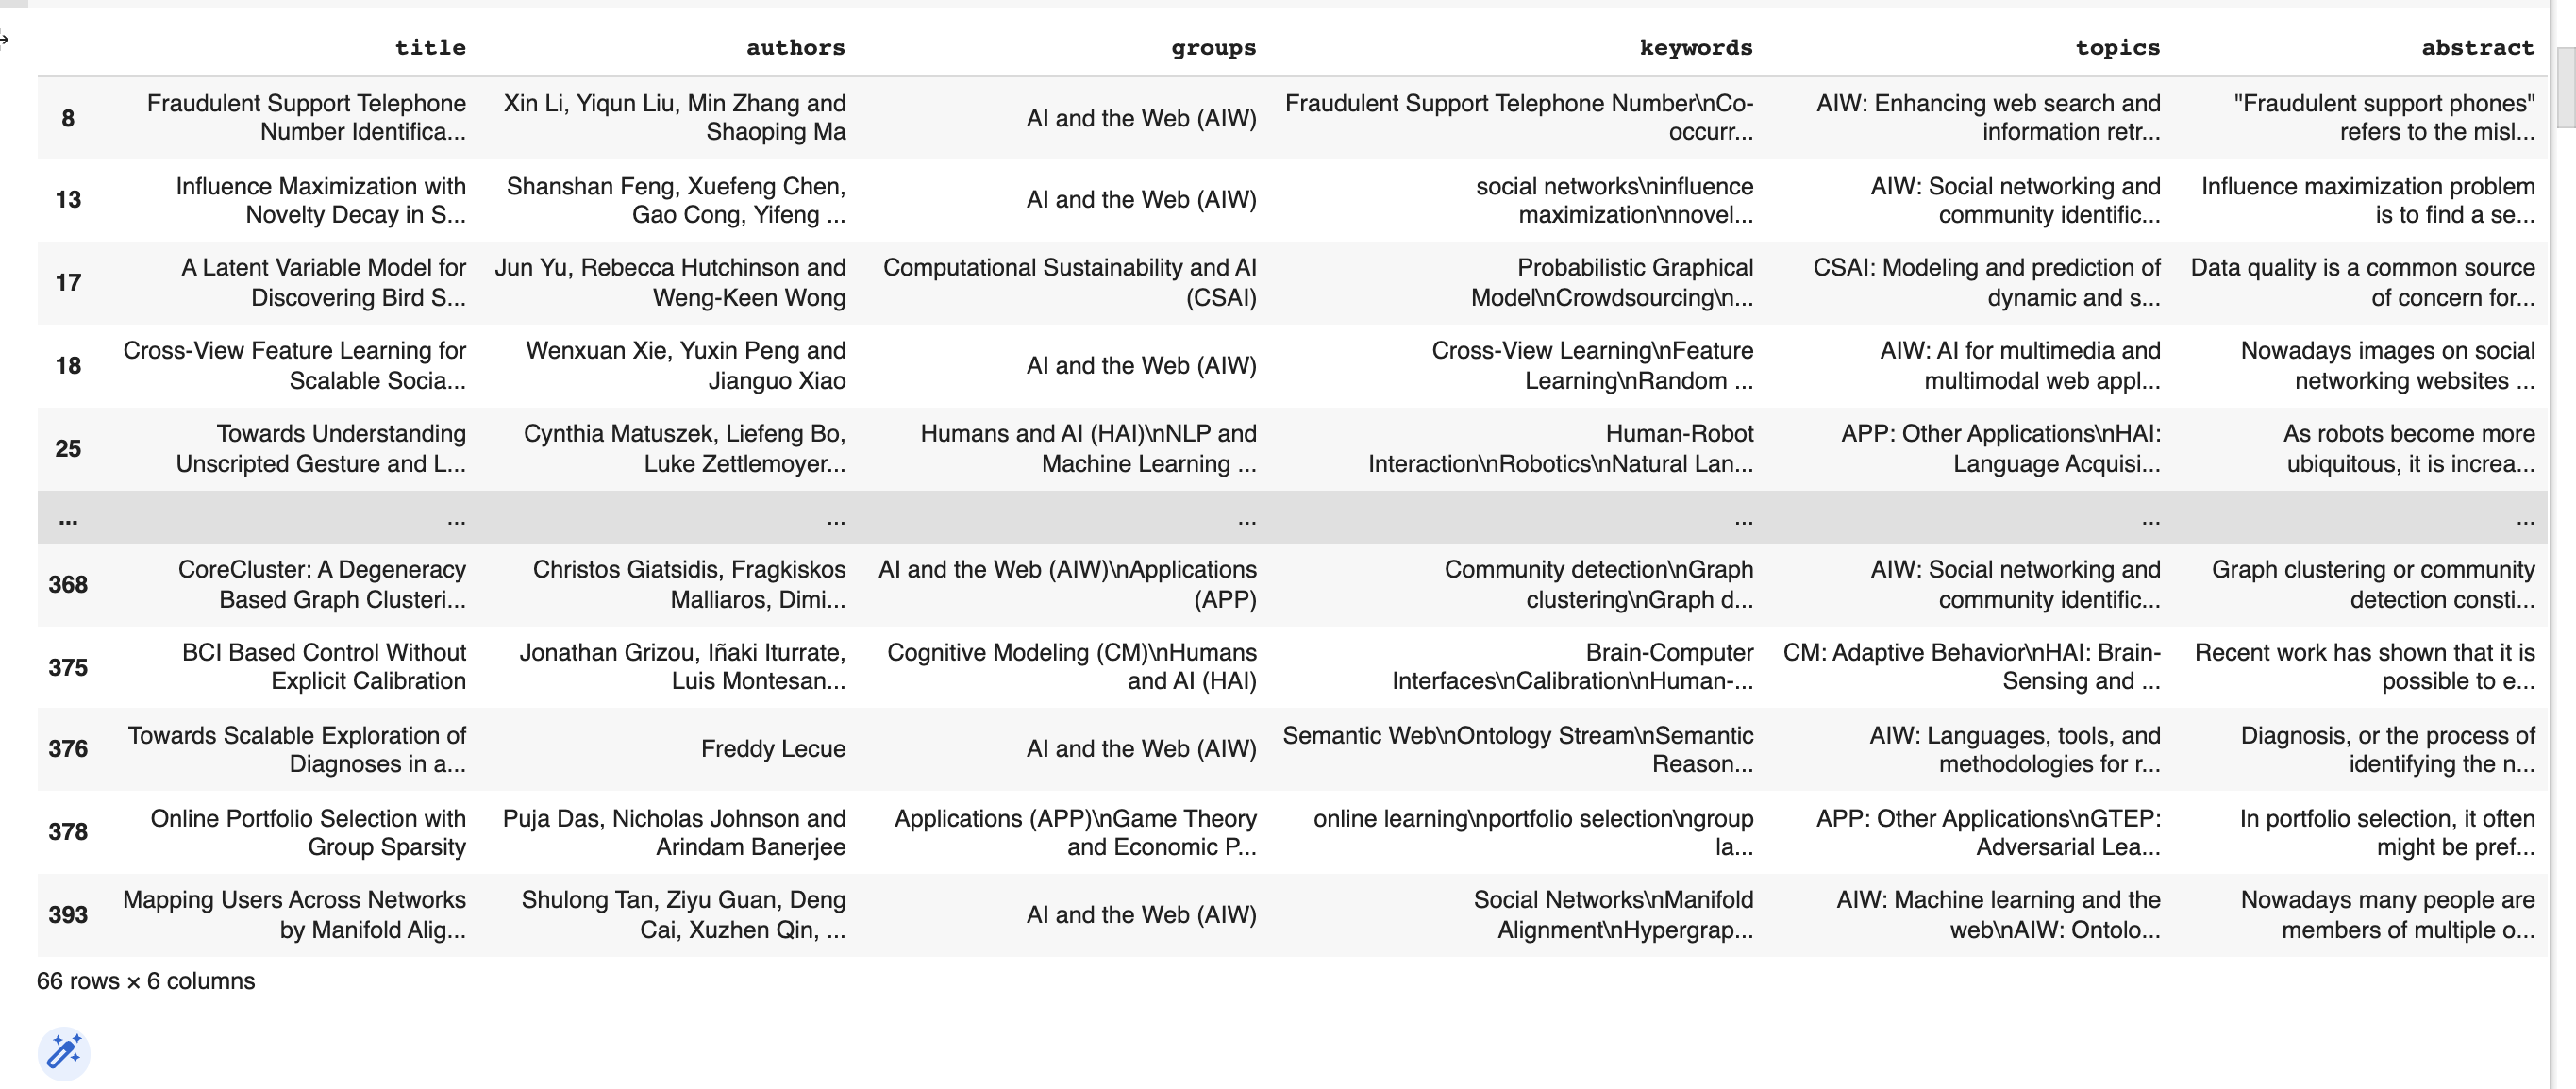 title authors groups keywords topics abstract
8 Fraudulent Support Telephone Number Identifica... Xin Li, Yiqun Liu, Min Zhang and Shaoping Ma AI and the Web (AIW) Fraudulent Support Telephone Number\nCo-occurr... AIW: Enhancing web search and information retr... "Fraudulent support phones" refers to the misl...
13 Influence Maximization with Novelty Decay in S... Shanshan Feng, Xuefeng Chen, Gao Cong, Yifeng ... AI and the Web (AIW) social networks\ninfluence maximization\nnovel... AIW: Social networking and community identific... Influence maximization problem is to find a se...
17 A Latent Variable Model for Discovering Bird S... Jun Yu, Rebecca Hutchinson and Weng-Keen Wong Computational Sustainability and AI (CSAI) Probabilistic Graphical Model\nCrowdsourcing\n... CSAI: Modeling and prediction of dynamic and s... Data quality is a common source of concern for...
18 Cross-View Feature Learning for Scalable Socia... Wenxuan Xie, Yuxin Peng and Jianguo Xiao AI and the Web (AIW) Cross-View Learning\nFeature Learning\nRandom ... AIW: AI for multimedia and multimodal web appl... Nowadays images on social networking websites ...
25 Towards Understanding Unscripted Gesture and L... Cynthia Matuszek, Liefeng Bo, Luke Zettlemoyer... Humans and AI (HAI)\nNLP and Machine Learning ... Human-Robot Interaction\nRobotics\nNatural Lan... APP: Other Applications\nHAI: Language Acquisi... As robots become more ubiquitous, it is increa...
... ... ... ... ... ... ...
368 CoreCluster: A Degeneracy Based Graph Clusteri... Christos Giatsidis, Fragkiskos Malliaros, Dimi... AI and the Web (AIW)\nApplications (APP) Community detection\nGraph clustering\nGraph d... AIW: Social networking and community identific... Graph clustering or community detection consti...
375 BCI Based Control Without Explicit Calibration Jonathan Grizou, Iñaki Iturrate, Luis Montesan... Cognitive Modeling (CM)\nHumans and AI (HAI) Brain-Computer Interfaces\nCalibration\nHuman-... CM: Adaptive Behavior\nHAI: Brain-Sensing and ... Recent work has shown that it is possible to e...
376 Towards Scalable Exploration of Diagnoses in a... Freddy Lecue AI and the Web (AIW) Semantic Web\nOntology Stream\nSemantic Reason... AIW: Languages, tools, and methodologies for r... Diagnosis, or the process of identifying the n...
378 Online Portfolio Selection with Group Sparsity Puja Das, Nicholas Johnson and Arindam Banerjee Applications (APP)\nGame Theory and Economic P... online learning\nportfolio selection\ngroup la... APP: Other Applications\nGTEP: Adversarial Lea... In portfolio selection, it often might be pref...
393 Mapping Users Across Networks by Manifold Alig... Shulong Tan, Ziyu Guan, Deng Cai, Xuzhen Qin, ... AI and the Web (AIW) Social Networks\nManifold Alignment\nHypergrap... AIW: Machine learning and the web\nAIW: Ontolo... Nowadays many people are members of multiple o...
66 rows × 6 columns